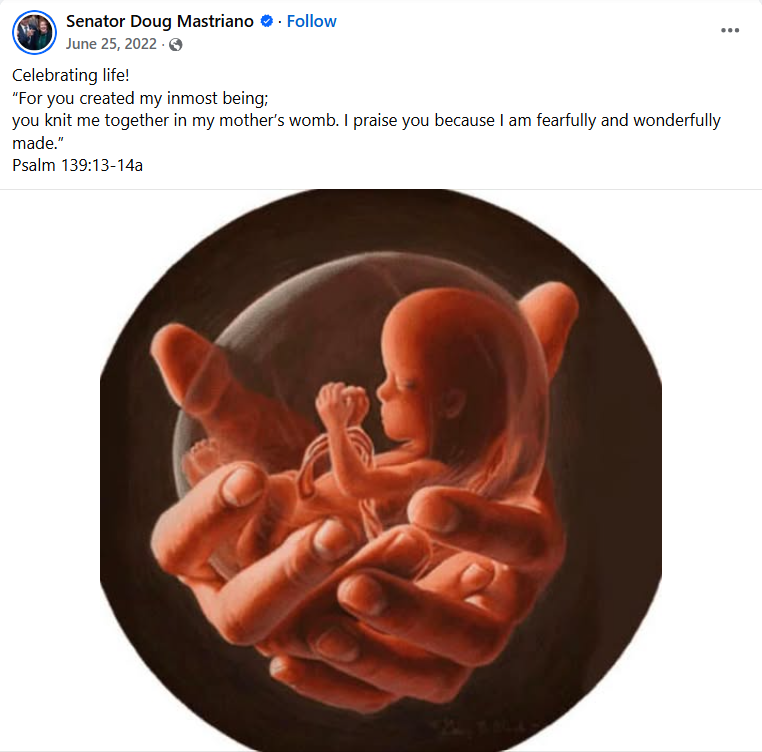 Senator Doug Mastriano · Follow
June 25, 2022 ·
Celebrating life!
“For you created my inmost being;
you knit me together in my mother’s womb. I praise you because I am fearfully and wonderfully
made.”
Psalm 139:13-14a